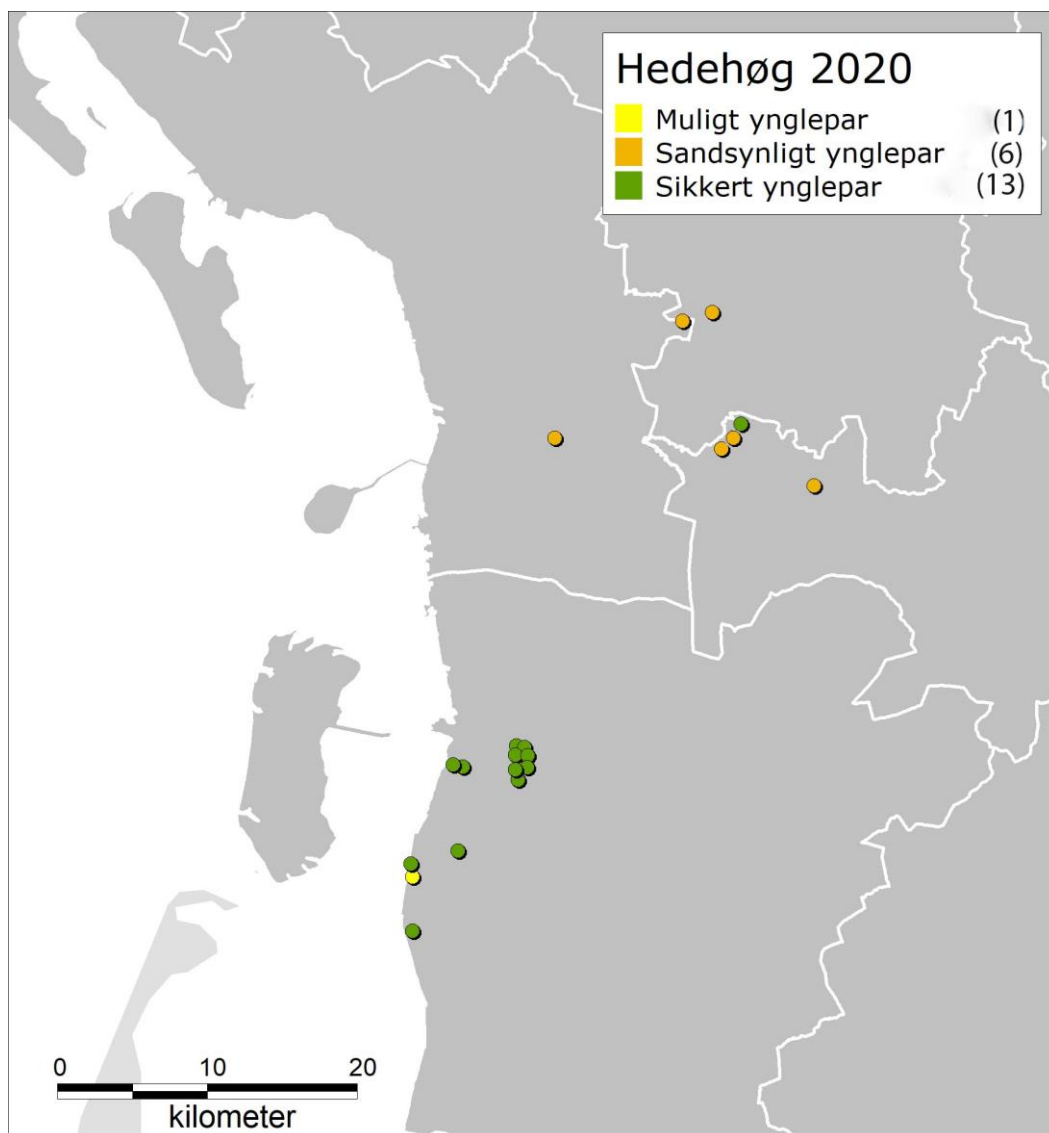 Hedehøg 2020
Muligt ynglepar (1)
Sandsynligt ynglepar (6)
Sikkert ynglepar (13)
0 10 20
kilometer